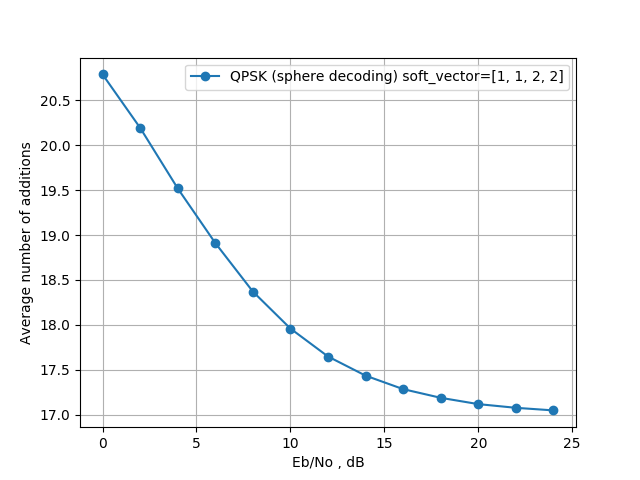 QPSK (sphere decoding) soft_vector=[1, 1, 2, 2]
20.5
20.0
19.5
19.0
18.5
18.0
17.5
17.0
Average number of additions
0 5 10 15 20 25
Eb/No , dB